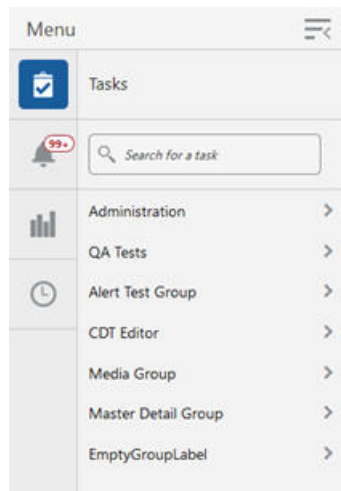 Menu
Tasks
99+
Search for a task
Administration
QA Tests
Alert Test Group
CDT Editor
Media Group
Master Detail Group
EmptyGroupLabel